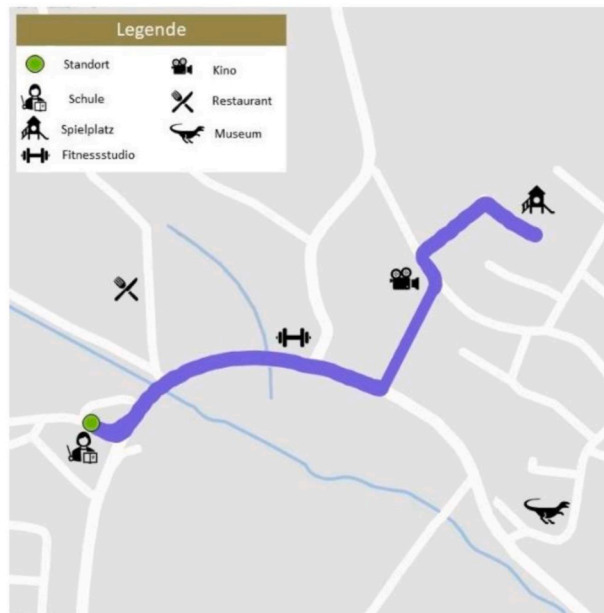 Legende
Standort
Kino
Schule
Restaurant
Spielplatz
Museum
Fitnessstudio